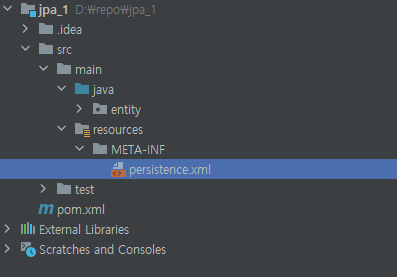 jpa_1 D:₩repo₩jpa_1
.idea
src
main
java
entity
resources
META-INF
persistence.xml
test
pom.xml
External Libraries
Scratches and Consoles